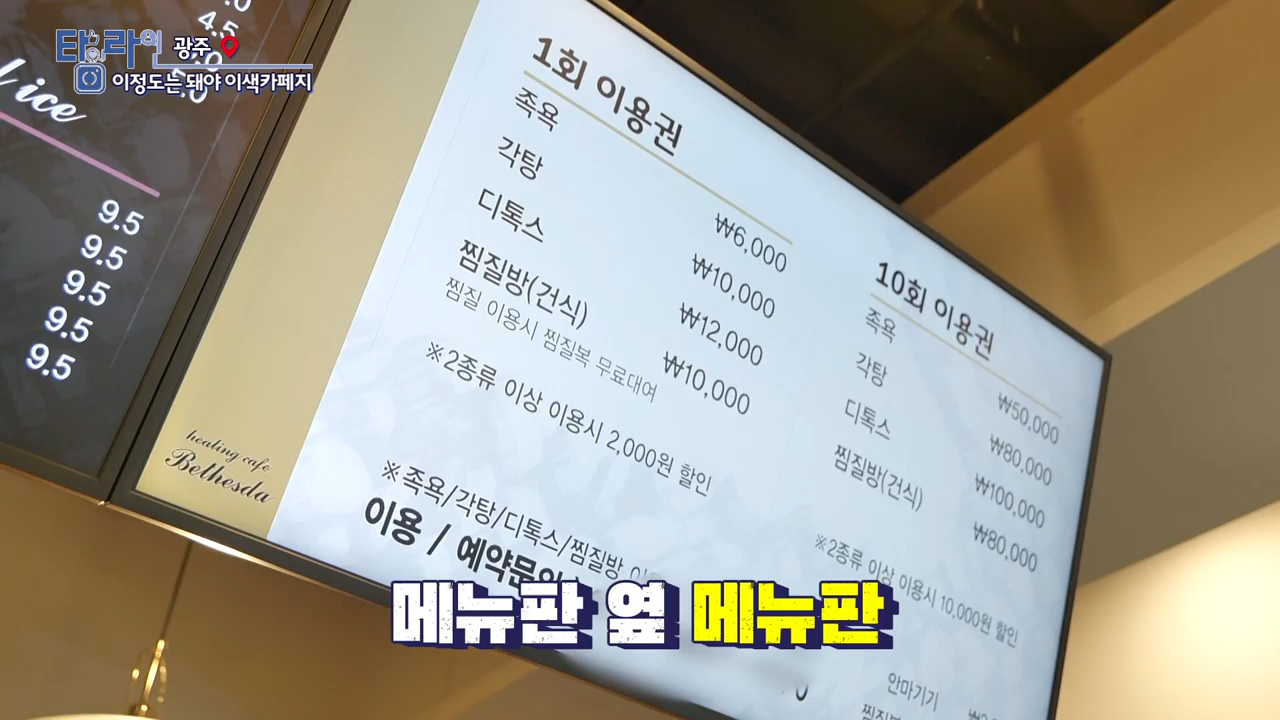 탐라인 광주
이정도는 돼야 이색카페지
4.5
5.0
ice
9.5
9.5
9.5
9.5
9.5
healing cafe
Bethesda
1회 이용권
족욕 ₩6,000
각탕 ₩10,000
디톡스 ₩12,000
찜질방(건식) ₩10,000
찜질 이용시 찜질복 무료대여
※2종류 이상 이용시 2,000원 할인
※족욕/각탕/디톡스/찜질방
이용 / 예약문의
10회 이용권
족욕 ₩50,000
각탕 ₩80,000
디톡스 ₩100,000
찜질방(건식) ₩80,000
※2종류 이상 이용시 10,000원 할인
안마기기
메뉴판 옆 메뉴판